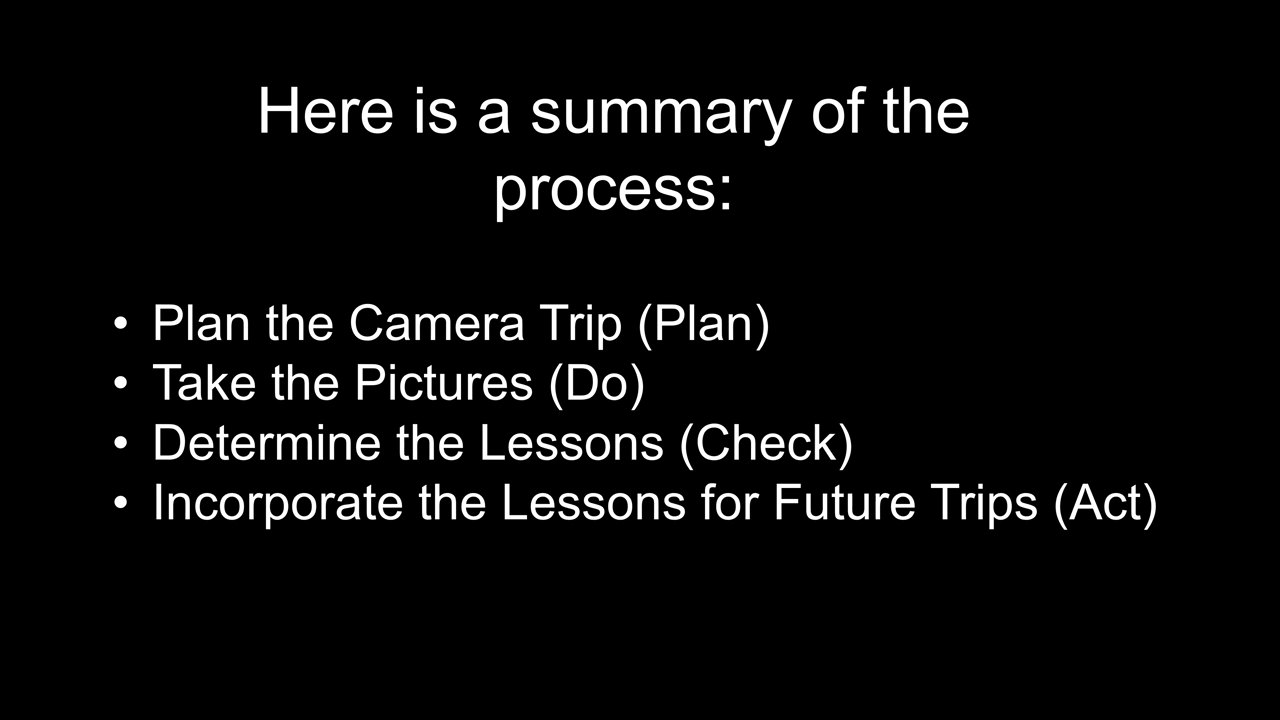 Here is a summary of the
process:
• Plan the Camera Trip (Plan)
• Take the Pictures (Do)
• Determine the Lessons (Check)
• Incorporate the Lessons for Future Trips (Act)